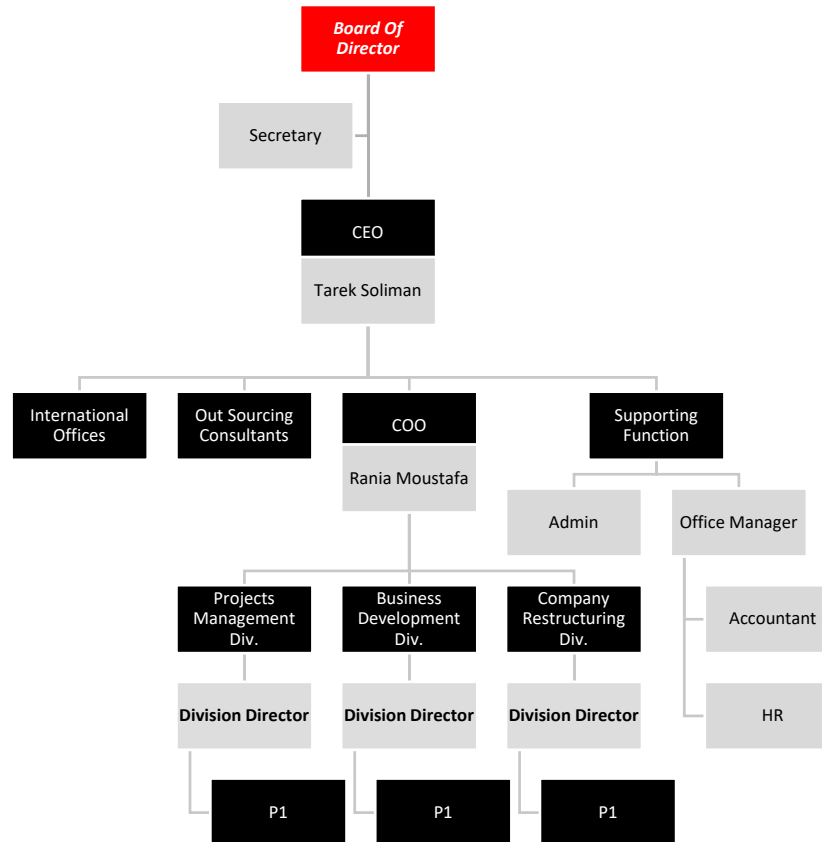 Board Of
Director
Secretary
CEO
Tarek Soliman
International
Offices
Out Sourcing
Consultants
COO
Supporting
Function
Rania Moustafa
Admin
Office Manager
Projects
Management
Div.
Business
Development
Div.
Company
Restructuring
Div.
Accountant
Division Director
Division Director
Division Director
HR
P1
P1
P1